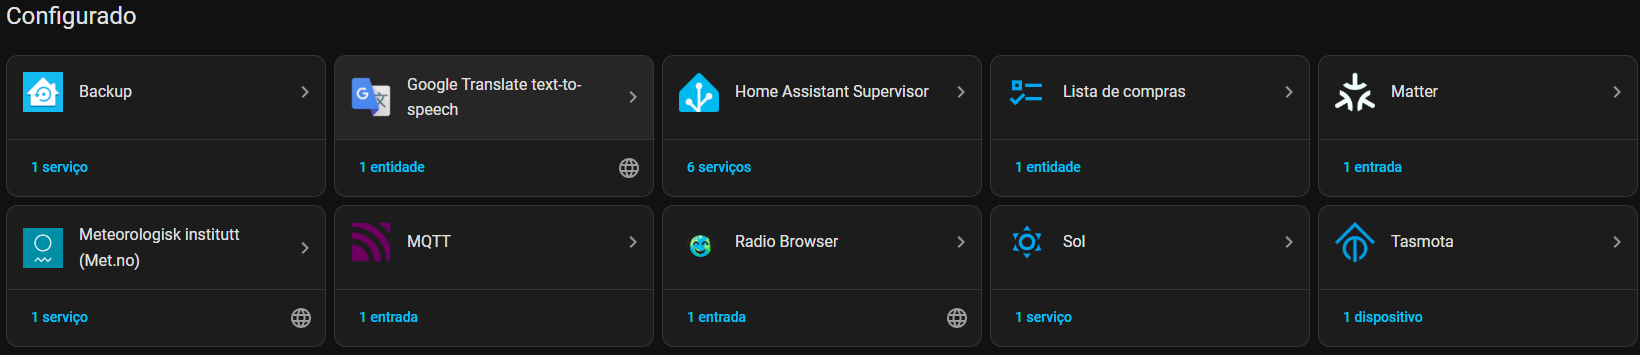 Configurado
Backup
1 serviço
Google Translate text-to-
speech
1 entidade
Home Assistant Supervisor
6 serviços
Lista de compras
1 entidade
Matter
1 entrada
Meteorologisk institutt
(Met.no)
1 serviço
MQTT
1 entrada
Radio Browser
1 entrada
Sol
1 serviço
Tasmota
1 dispositivo